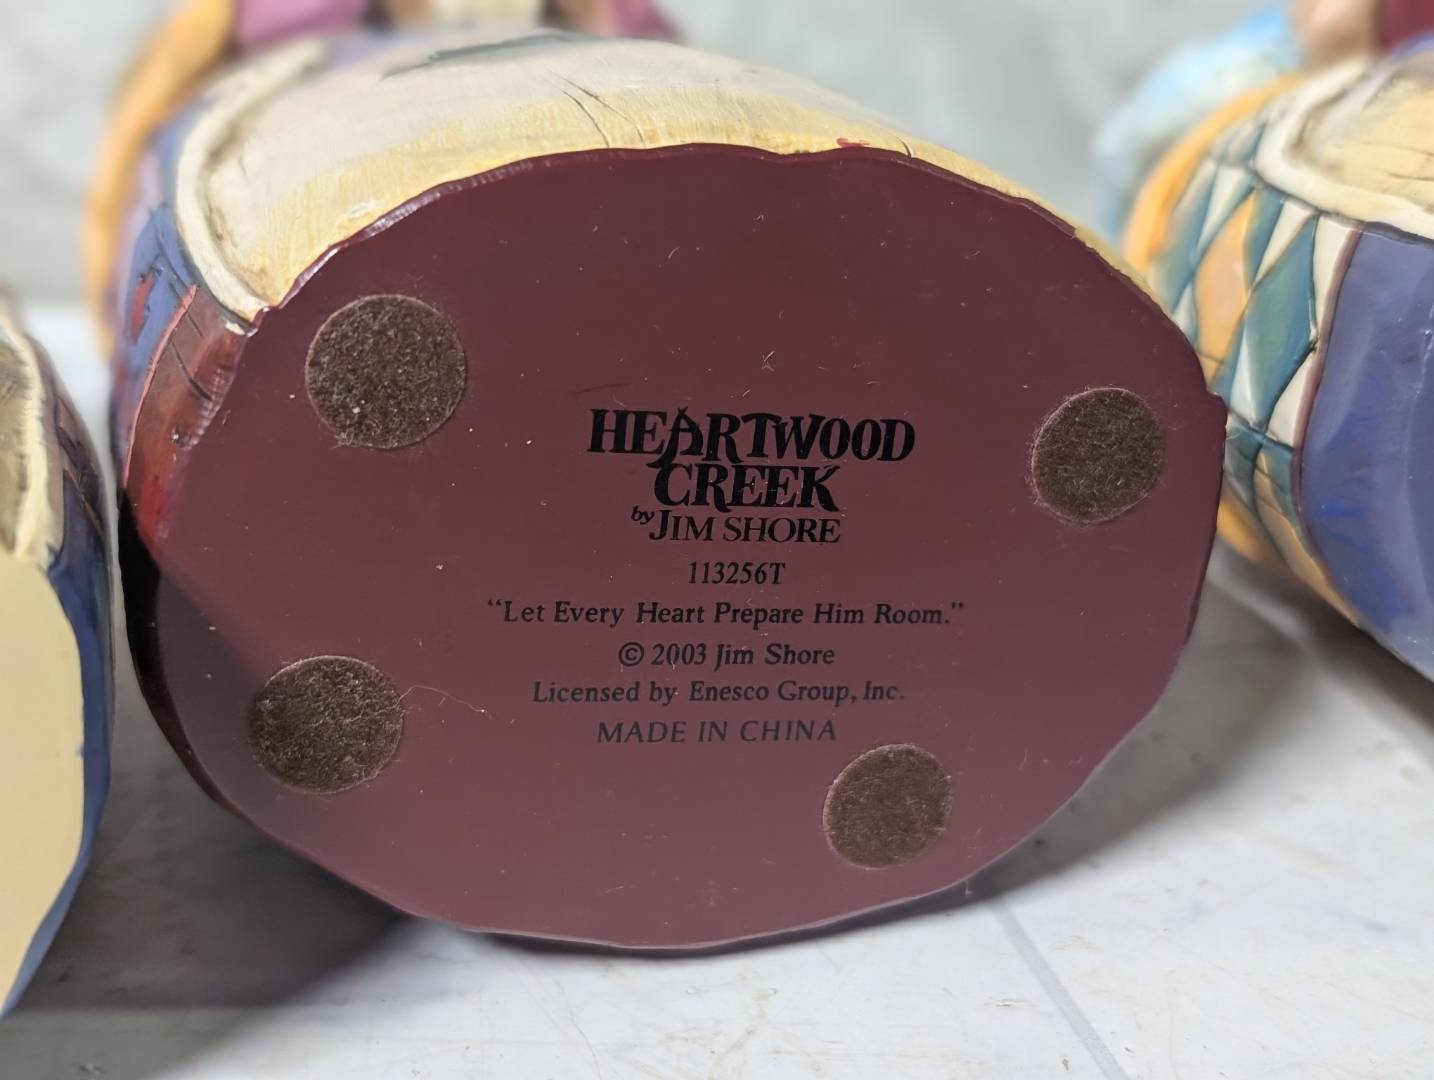 HEARTWOOD
CREEK
by JIM SHORE
113256T
“Let Every Heart Prepare Him Room.”
© 2003 Jim Shore
Licensed by Enesco Group, Inc.
MADE IN CHINA